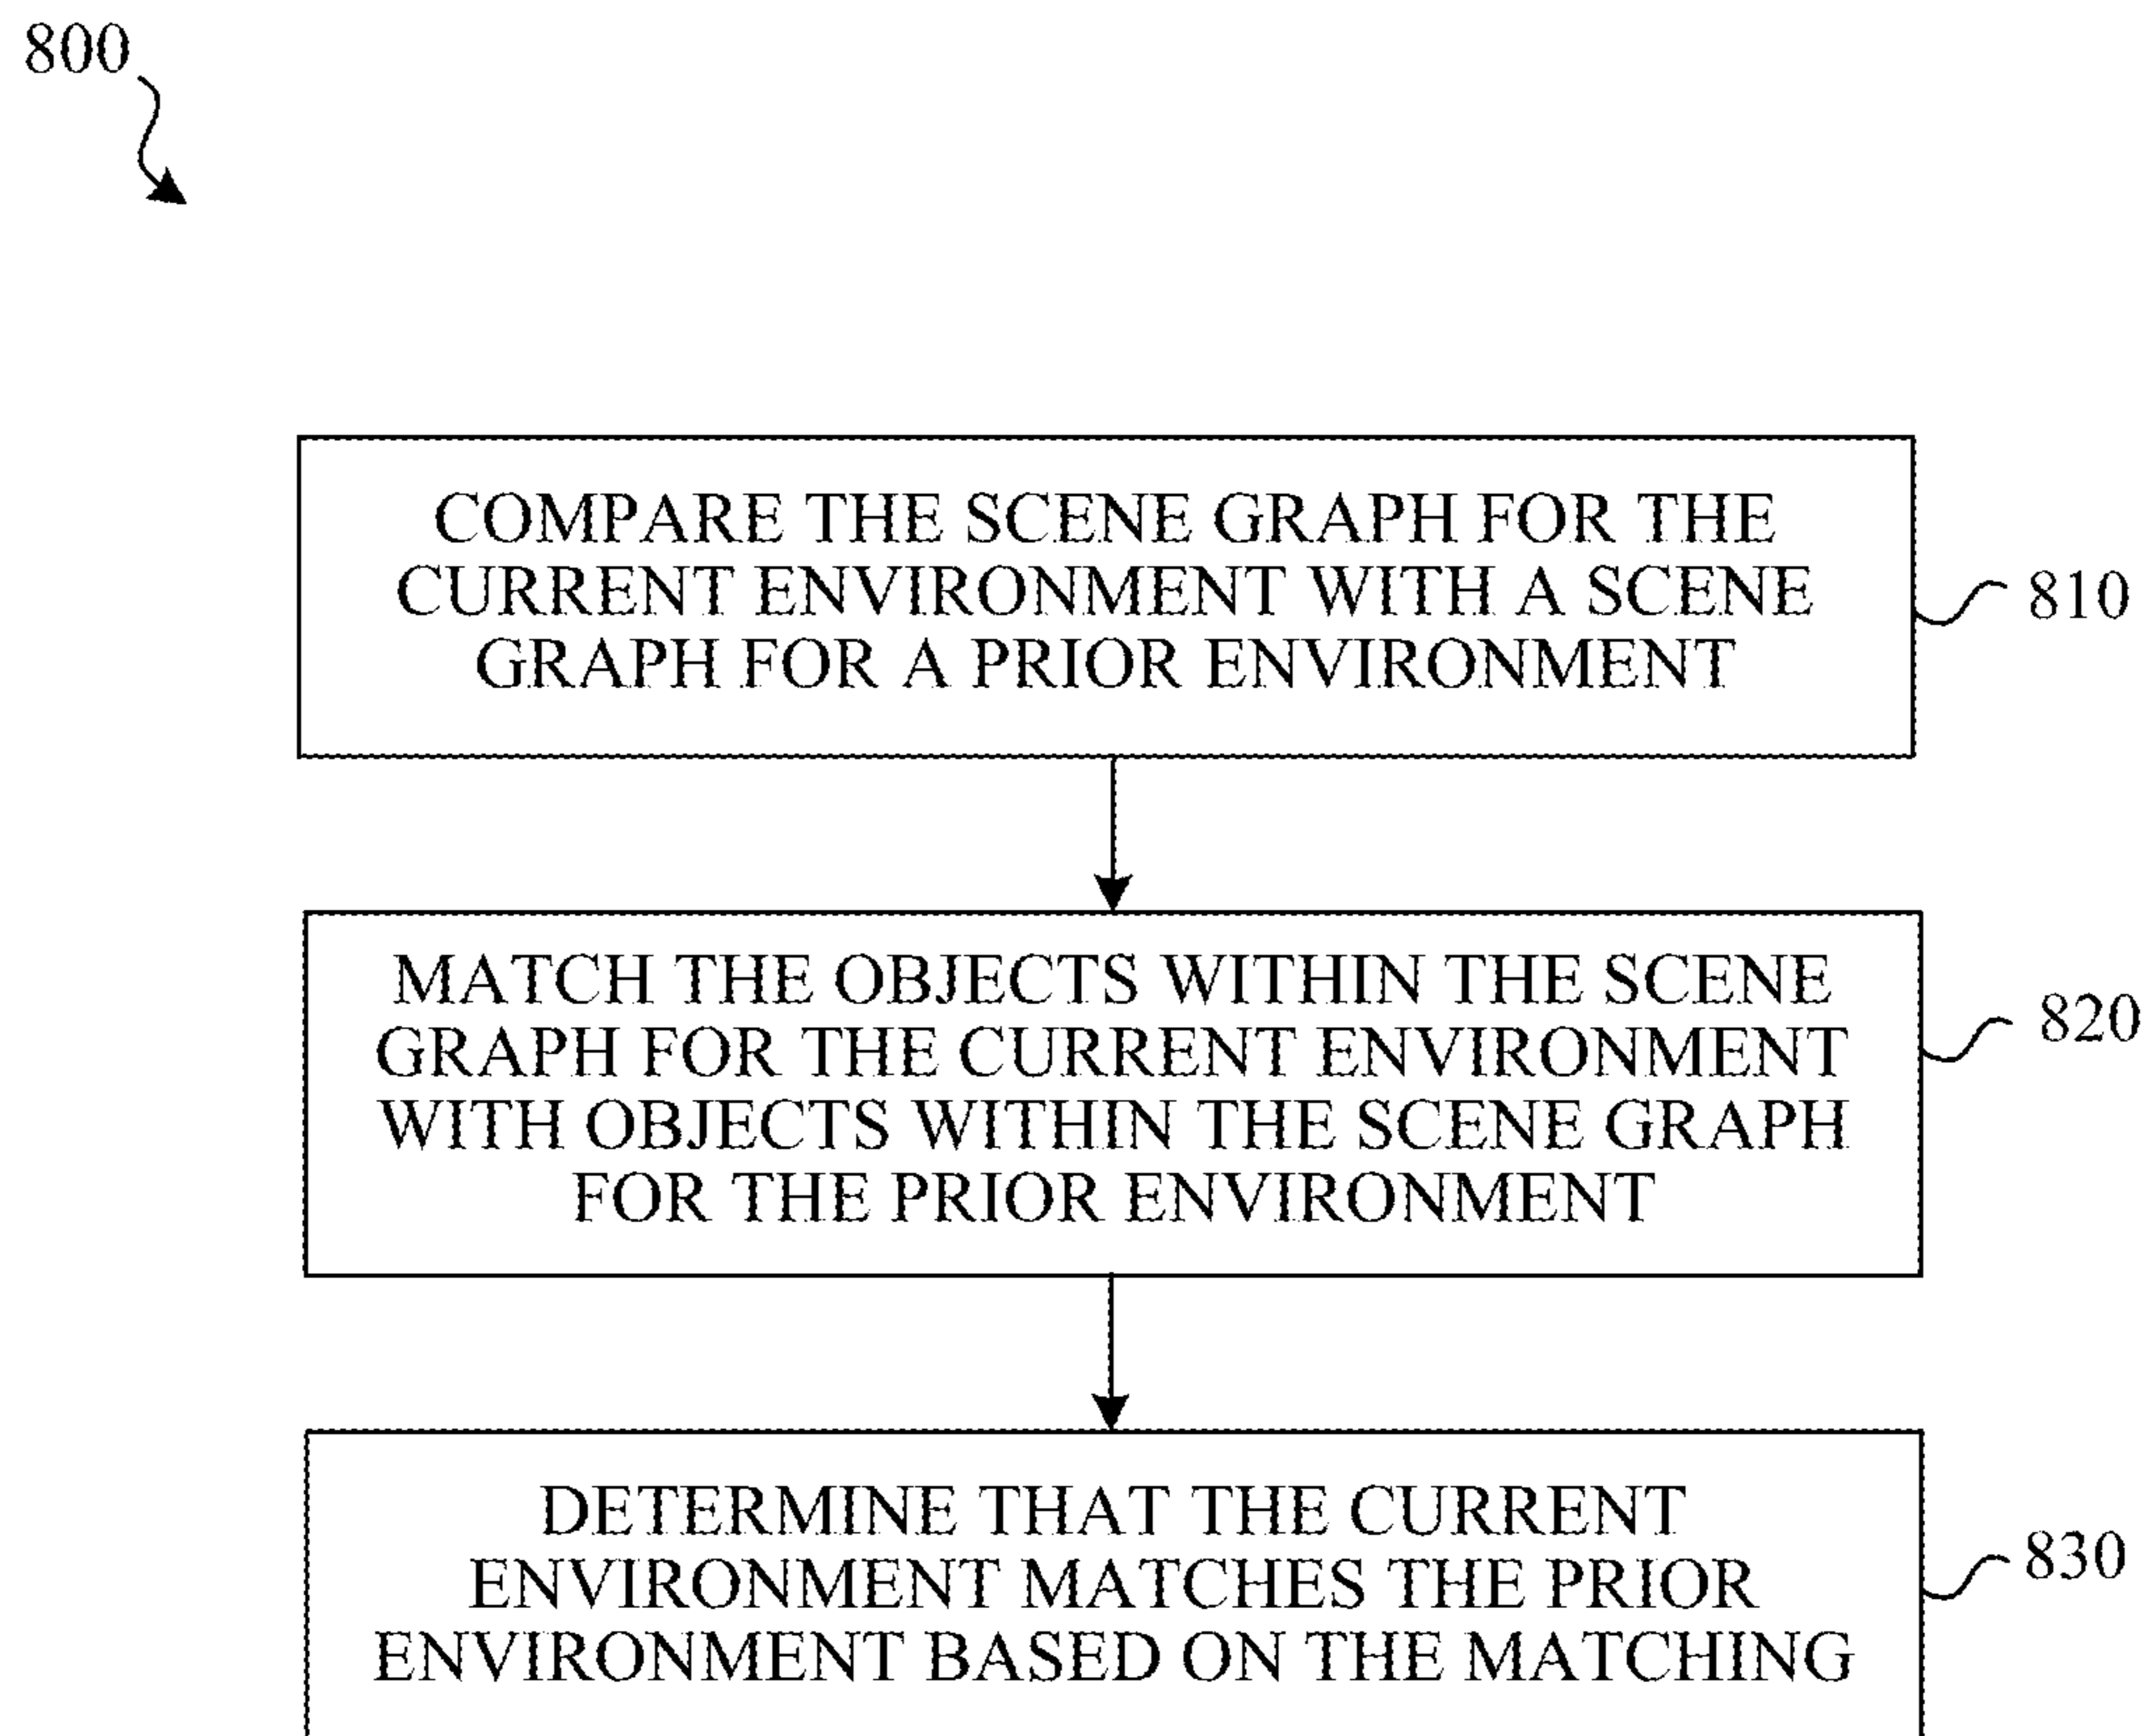 800
COMPARE THE SCENE GRAPH FOR THE
CURRENT ENVIRONMENT WITH A SCENE
GRAPH FOR A PRIOR ENVIRONMENT
810
MATCH THE OBJECTS WITHIN THE SCENE
GRAPH FOR THE CURRENT ENVIRONMENT
WITH OBJECTS WITHIN THE SCENE GRAPH
FOR THE PRIOR ENVIRONMENT
820
DETERMINE THAT THE CURRENT
ENVIRONMENT MATCHES THE PRIOR
ENVIRONMENT BASED ON THE MATCHING
830